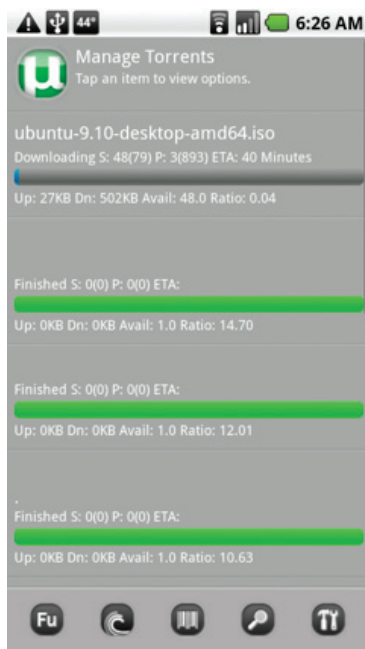 44°
6:26 AM
µ
Manage Torrents
Tap an item to view options.
ubuntu-9.10-desktop-amd64.iso
Downloading S: 48(79) P: 3(893) ETA: 40 Minutes
Up: 27KB Dn: 502KB Avail: 48.0 Ratio: 0.04
Finished S: 0(0) P: 0(0) ETA:
Up: 0KB Dn: 0KB Avail: 1.0 Ratio: 14.70
Finished S: 0(0) P: 0(0) ETA:
Up: 0KB Dn: 0KB Avail: 1.0 Ratio: 12.01
.
Finished S: 0(0) P: 0(0) ETA:
Up: 0KB Dn: 0KB Avail: 1.0 Ratio: 10.63
Fu